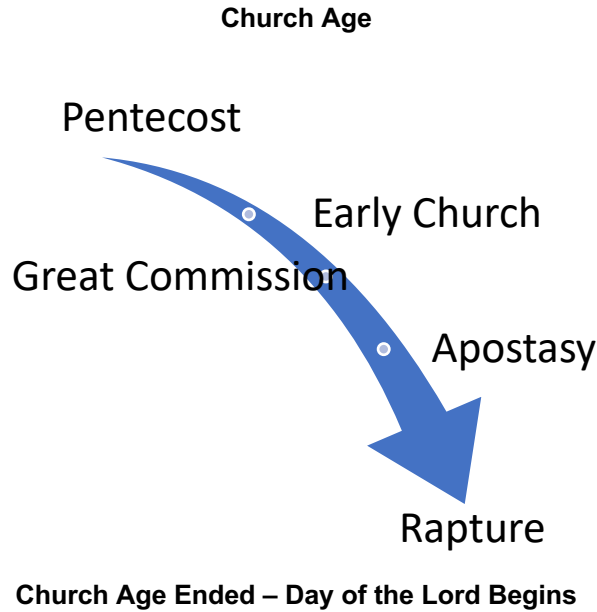 Church Age
Pentecost
Early Church
Great Commission
Apostasy
Rapture
Church Age Ended – Day of the Lord Begins